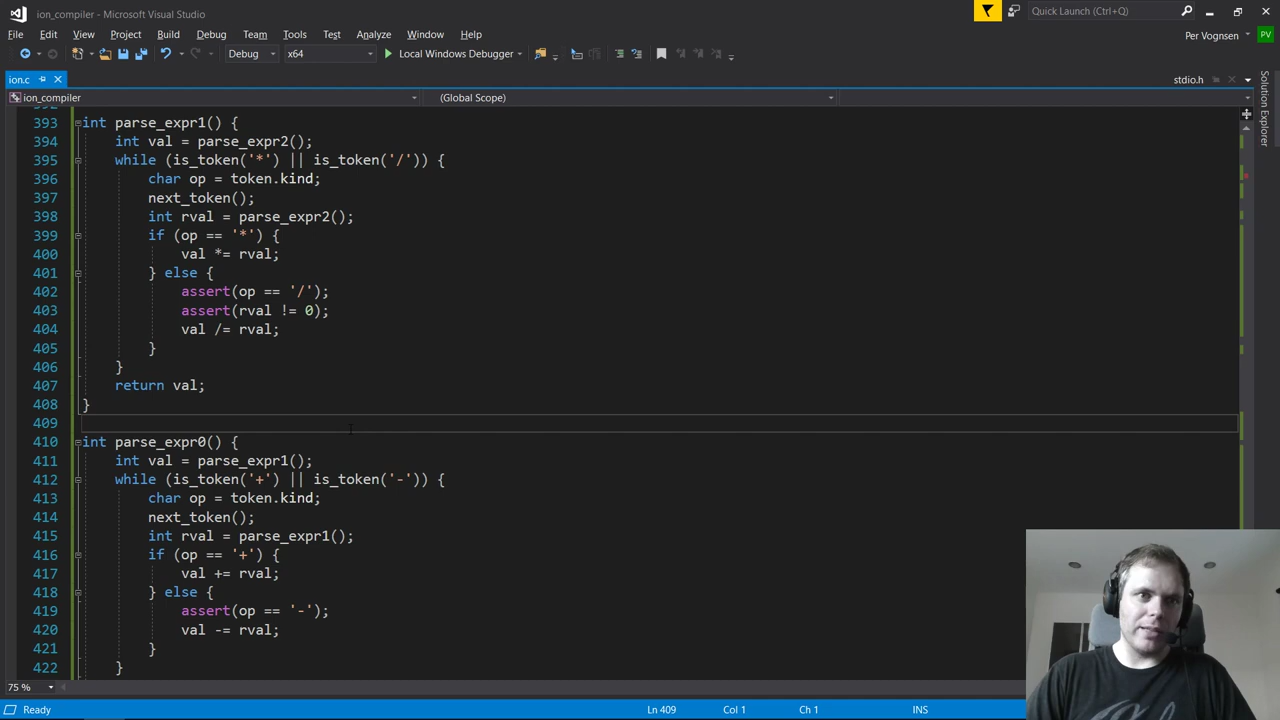 ion_compiler - Microsoft Visual Studio
Quick Launch (Ctrl+Q)
File Edit View Project Build Debug Team Tools Test Analyze Window Help
Per Vognsen PV
Debug x64 Local Windows Debugger
ion.c stdio.h
ion_compiler (Global Scope)
Solution Explorer
392
393 int parse_expr1() {
394 int val = parse_expr2();
395 while (is_token('*') || is_token('/')) {
396 char op = token.kind;
397 next_token();
398 int rval = parse_expr2();
399 if (op == '*') {
400 val *= rval;
401 } else {
402 assert(op == '/');
403 assert(rval != 0);
404 val /= rval;
405 }
406 }
407 return val;
408 }
409
410 int parse_expr0() {
411 int val = parse_expr1();
412 while (is_token('+') || is_token('-')) {
413 char op = token.kind;
414 next_token();
415 int rval = parse_expr1();
416 if (op == '+') {
417 val += rval;
418 } else {
419 assert(op == '-');
420 val -= rval;
421 }
422 }
75 %
Ready Ln 409 Col 1 Ch 1 INS